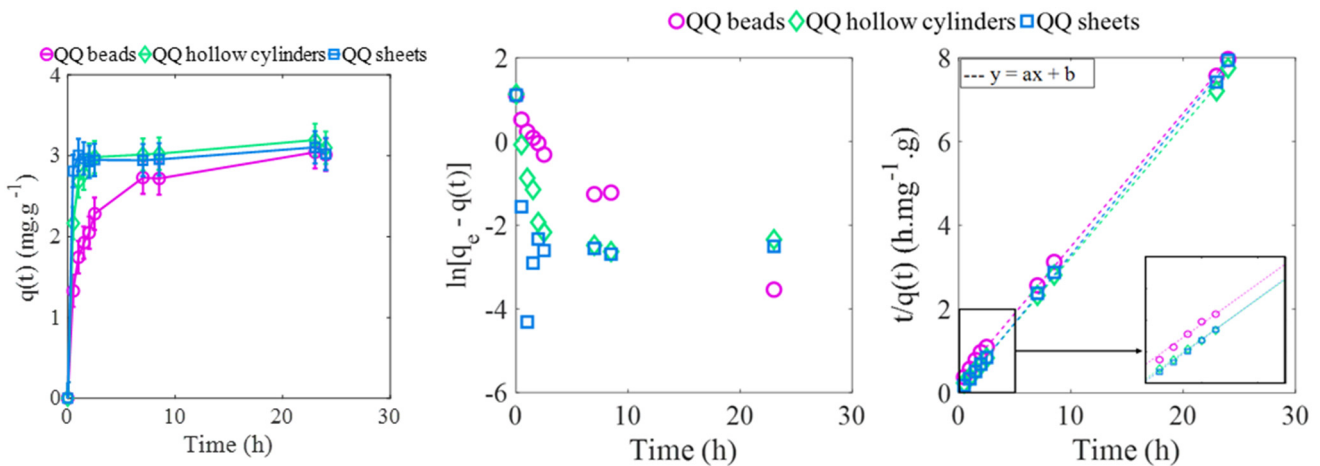 QQ beads QQ hollow cylinders QQ sheets
4
3
2
1
0
q(t) (mg.g⁻¹)
0 10 20 30
Time (h)
QQ beads QQ hollow cylinders QQ sheets
2
0
-2
-4
-6
ln[qₑ - q(t)]
0 10 20 30
Time (h)
8
6
4
2
0
t/q(t) (h.mg⁻¹.g)
--- y = ax + b
0 10 20 30
Time (h)